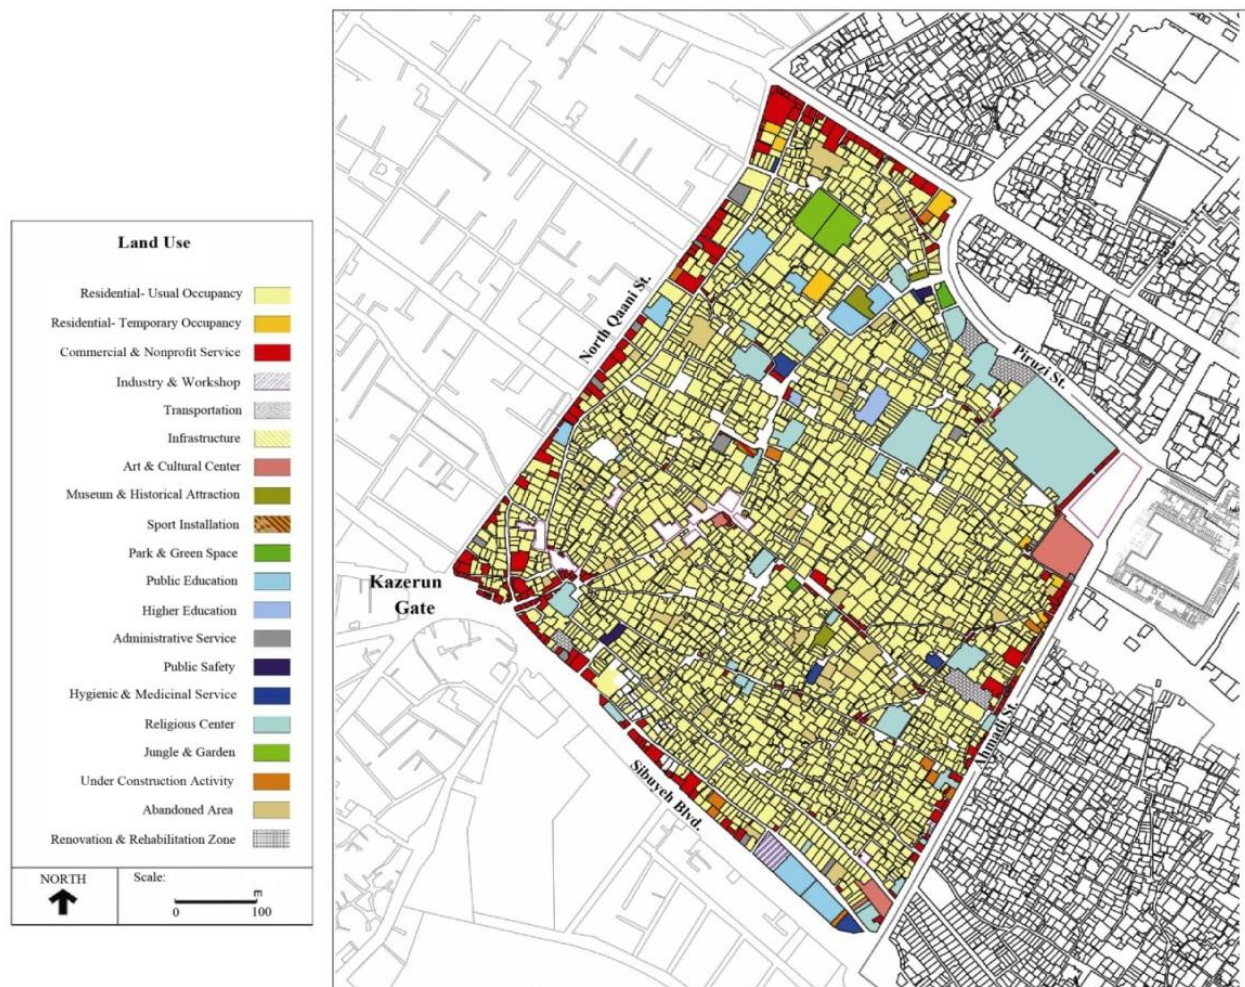 Land Use
Residential- Usual Occupancy
Residential- Temporary Occupancy
Commercial & Nonprofit Service
Industry & Workshop
Transportation
Infrastructure
Art & Cultural Center
Museum & Historical Attraction
Sport Installation
Park & Green Space
Public Education
Higher Education
Administrative Service
Public Safety
Hygienic & Medicinal Service
Religious Center
Jungle & Garden
Under Construction Activity
Abandoned Area
Renovation & Rehabilitation Zone
NORTH
Scale:
m
0 100
North Qaani St.
Piruzi St.
Kazerun
Gate
Sibuyeh Blvd.
Ahmadi St.